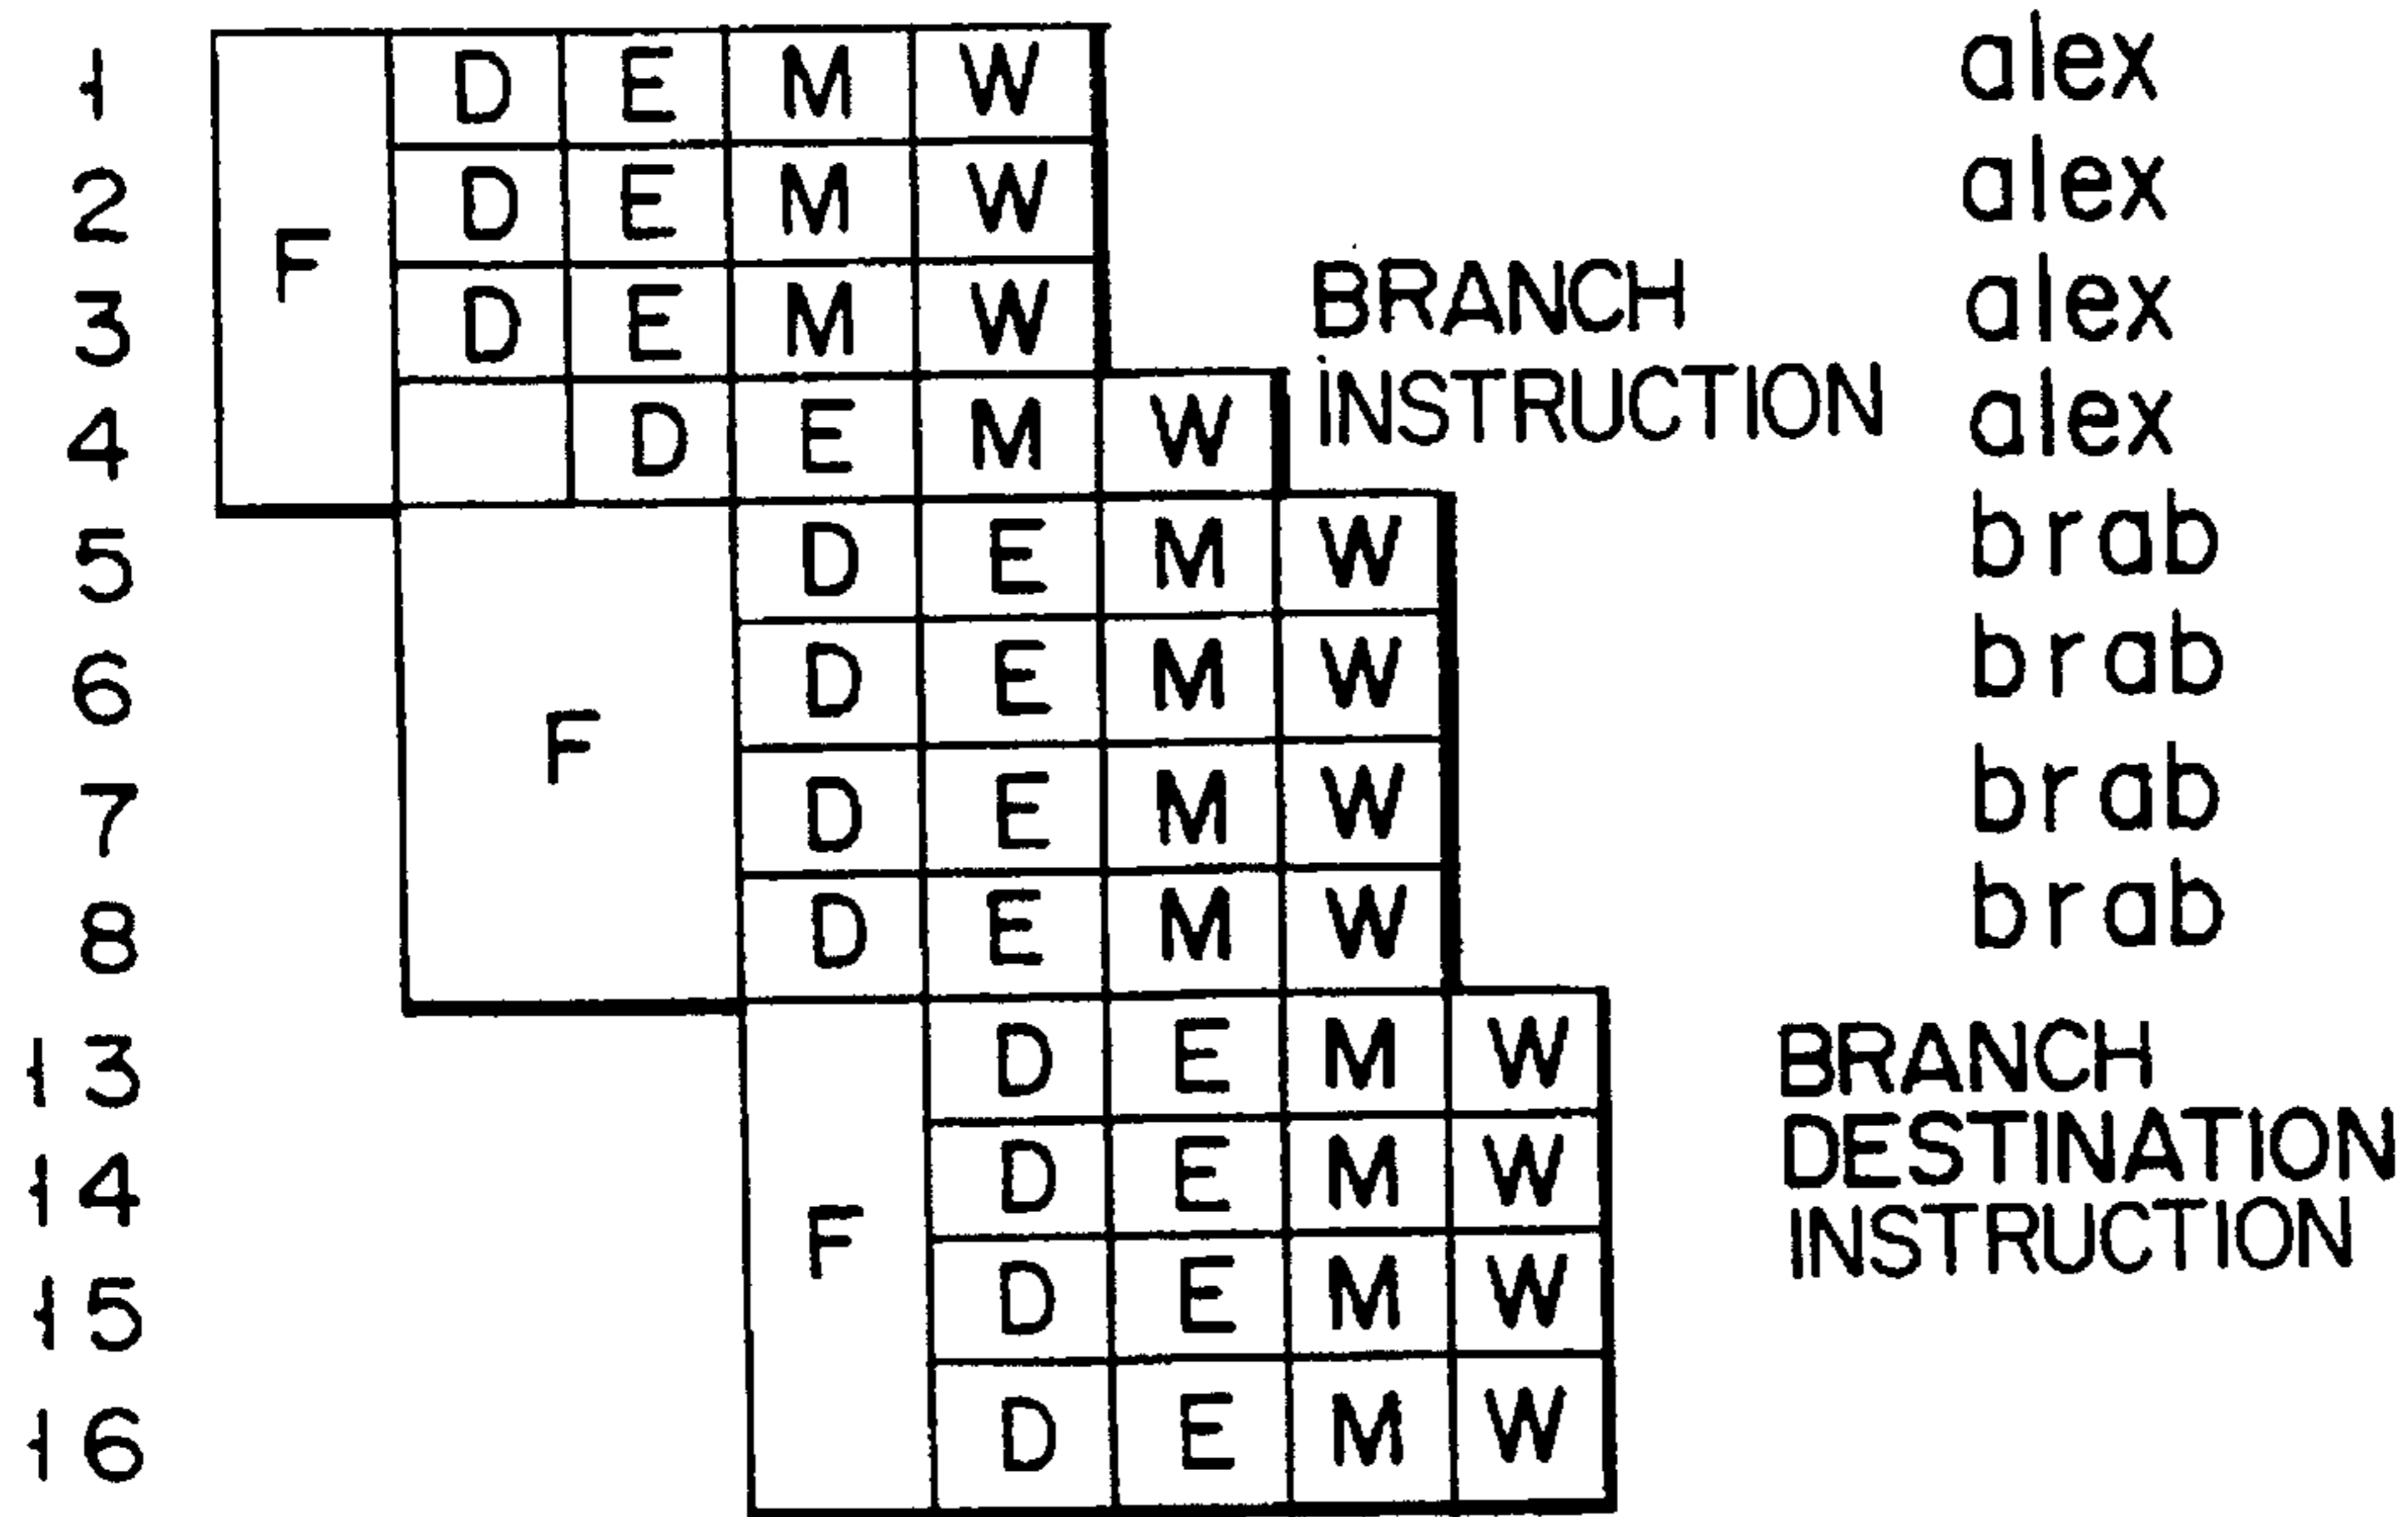 1 D E M W alex
2 D E M W alex
F
3 D E M W BRANCH alex
4 D E M W INSTRUCTION alex
5 D E M W brab
6 D E M W brab
F
7 D E M W brab
8 D E M W brab
13 D E M W BRANCH
14 D E M W DESTINATION
F
15 D E M W INSTRUCTION
16 D E M W